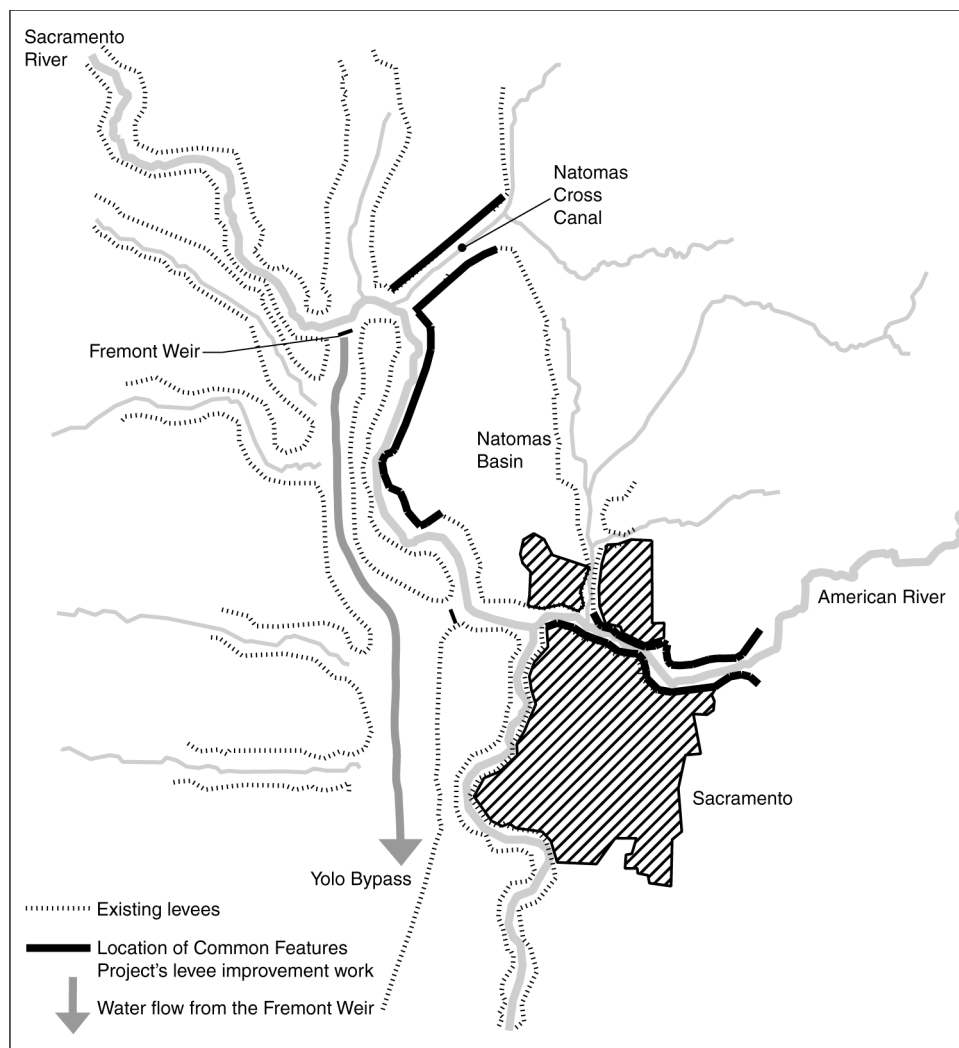 Sacramento
River
Natomas
Cross
Canal
Fremont Weir
Natomas
Basin
American River
Sacramento
Yolo Bypass
Existing levees
Location of Common Features
Project's levee improvement work
Water flow from the Fremont Weir